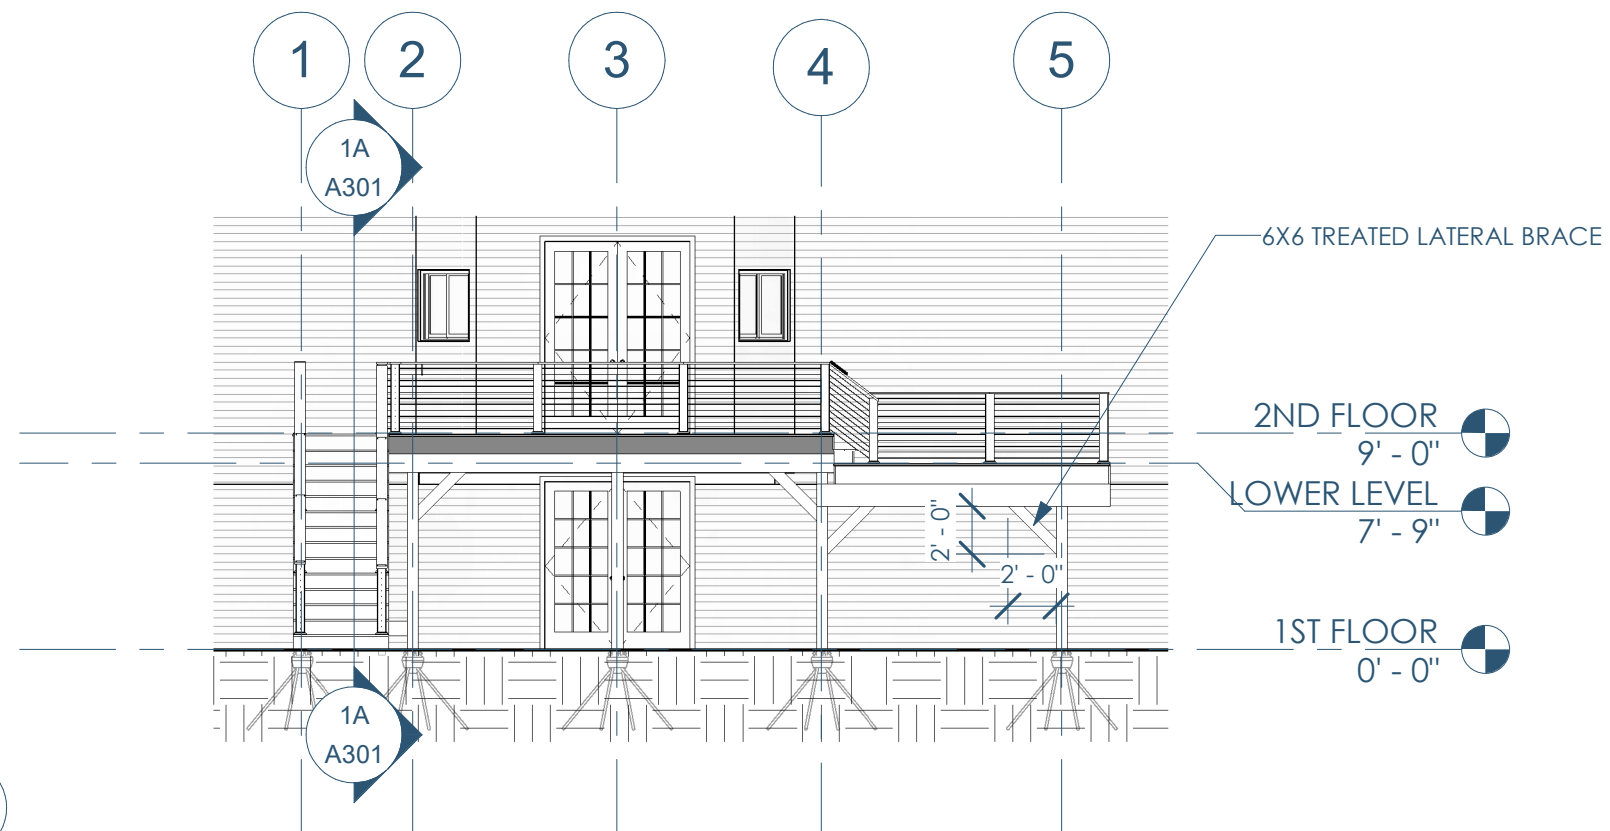 1
2
3
4
5
1A
A301
6X6 TREATED LATERAL BRACE
2ND FLOOR
9' - 0"
LOWER LEVEL
7' - 9"
2' - 0"
2' - 0"
1ST FLOOR
0' - 0"
1A
A301